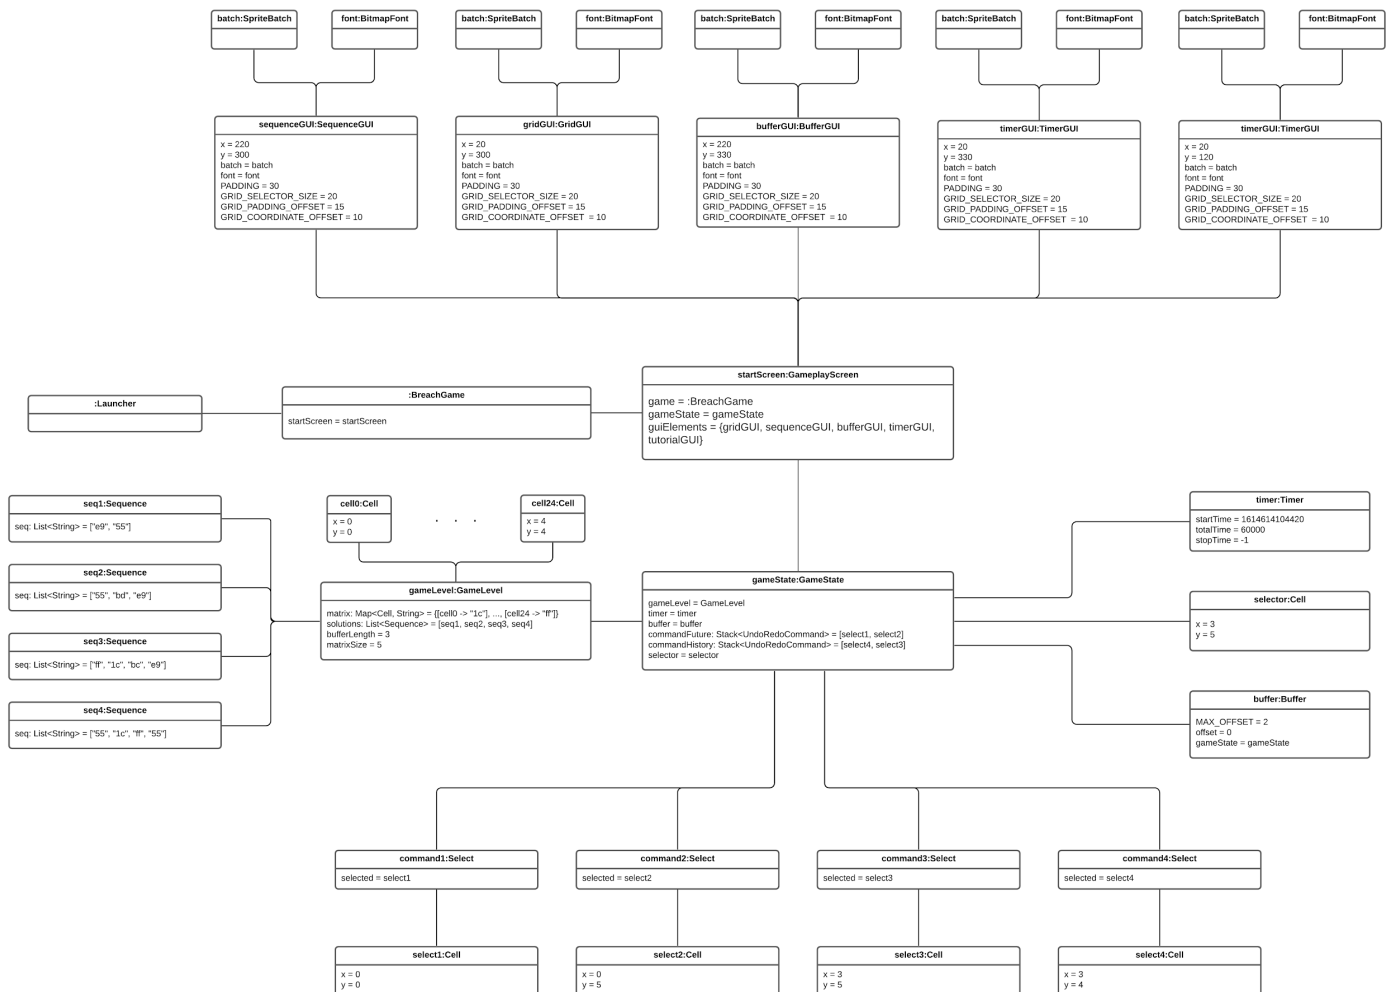 batch:SpriteBatch
font:BitmapFont
batch:SpriteBatch
font:BitmapFont
batch:SpriteBatch
font:BitmapFont
batch:SpriteBatch
font:BitmapFont
batch:SpriteBatch
font:BitmapFont
sequenceGUI:SequenceGUI
x = 220
y = 300
batch = batch
font = font
PADDING = 30
GRID_SELECTOR_SIZE = 20
GRID_PADDING_OFFSET = 15
GRID_COORDINATE_OFFSET = 10
gridGUI:GridGUI
x = 20
y = 300
batch = batch
font = font
PADDING = 30
GRID_SELECTOR_SIZE = 20
GRID_PADDING_OFFSET = 15
GRID_COORDINATE_OFFSET = 10
bufferGUI:BufferGUI
x = 220
y = 330
batch = batch
font = font
PADDING = 30
GRID_SELECTOR_SIZE = 20
GRID_PADDING_OFFSET = 15
GRID_COORDINATE_OFFSET = 10
timerGUI:TimerGUI
x = 20
y = 330
batch = batch
font = font
PADDING = 30
GRID_SELECTOR_SIZE = 20
GRID_PADDING_OFFSET = 15
GRID_COORDINATE_OFFSET = 10
timerGUI:TimerGUI
x = 20
y = 120
batch = batch
font = font
PADDING = 30
GRID_SELECTOR_SIZE = 20
GRID_PADDING_OFFSET = 15
GRID_COORDINATE_OFFSET = 10
:Launcher
:BreachGame
startScreen = startScreen
startScreen:GameplayScreen
game = :BreachGame
gameState = gameState
guiElements = {gridGUI, sequenceGUI, bufferGUI, timerGUI,
tutorialGUI}
seq1:Sequence
seq: List<String> = ["e9", "55"]
seq2:Sequence
seq: List<String> = ["55", "bd", "e9"]
seq3:Sequence
seq: List<String> = ["ff", "1c", "bc", "e9"]
seq4:Sequence
seq: List<String> = ["55", "1c", "ff", "55"]
cell0:Cell
x = 0
y = 0
. . .
cell24:Cell
x = 4
y = 4
gameLevel:GameLevel
matrix: Map<Cell, String> = {[cell0 -> "1c"], ..., [cell24 -> "ff"]}
solutions: List<Sequence> = [seq1, seq2, seq3, seq4]
bufferLength = 3
matrixSize = 5
gameState:GameState
gameLevel = GameLevel
timer = timer
buffer = buffer
commandFuture: Stack<UndoRedoCommand> = [select1, select2]
commandHistory: Stack<UndoRedoCommand> = [select4, select3]
selector = selector
timer:Timer
startTime = 1614614104420
totalTime = 60000
stopTime = -1
selector:Cell
x = 3
y = 5
buffer:Buffer
MAX_OFFSET = 2
offset = 0
gameState = gameState
command1:Select
selected = select1
command2:Select
selected = select2
command3:Select
selected = select3
command4:Select
selected = select4
select1:Cell
x = 0
y = 0
select2:Cell
x = 0
y = 5
select3:Cell
x = 3
y = 5
select4:Cell
x = 3
y = 4